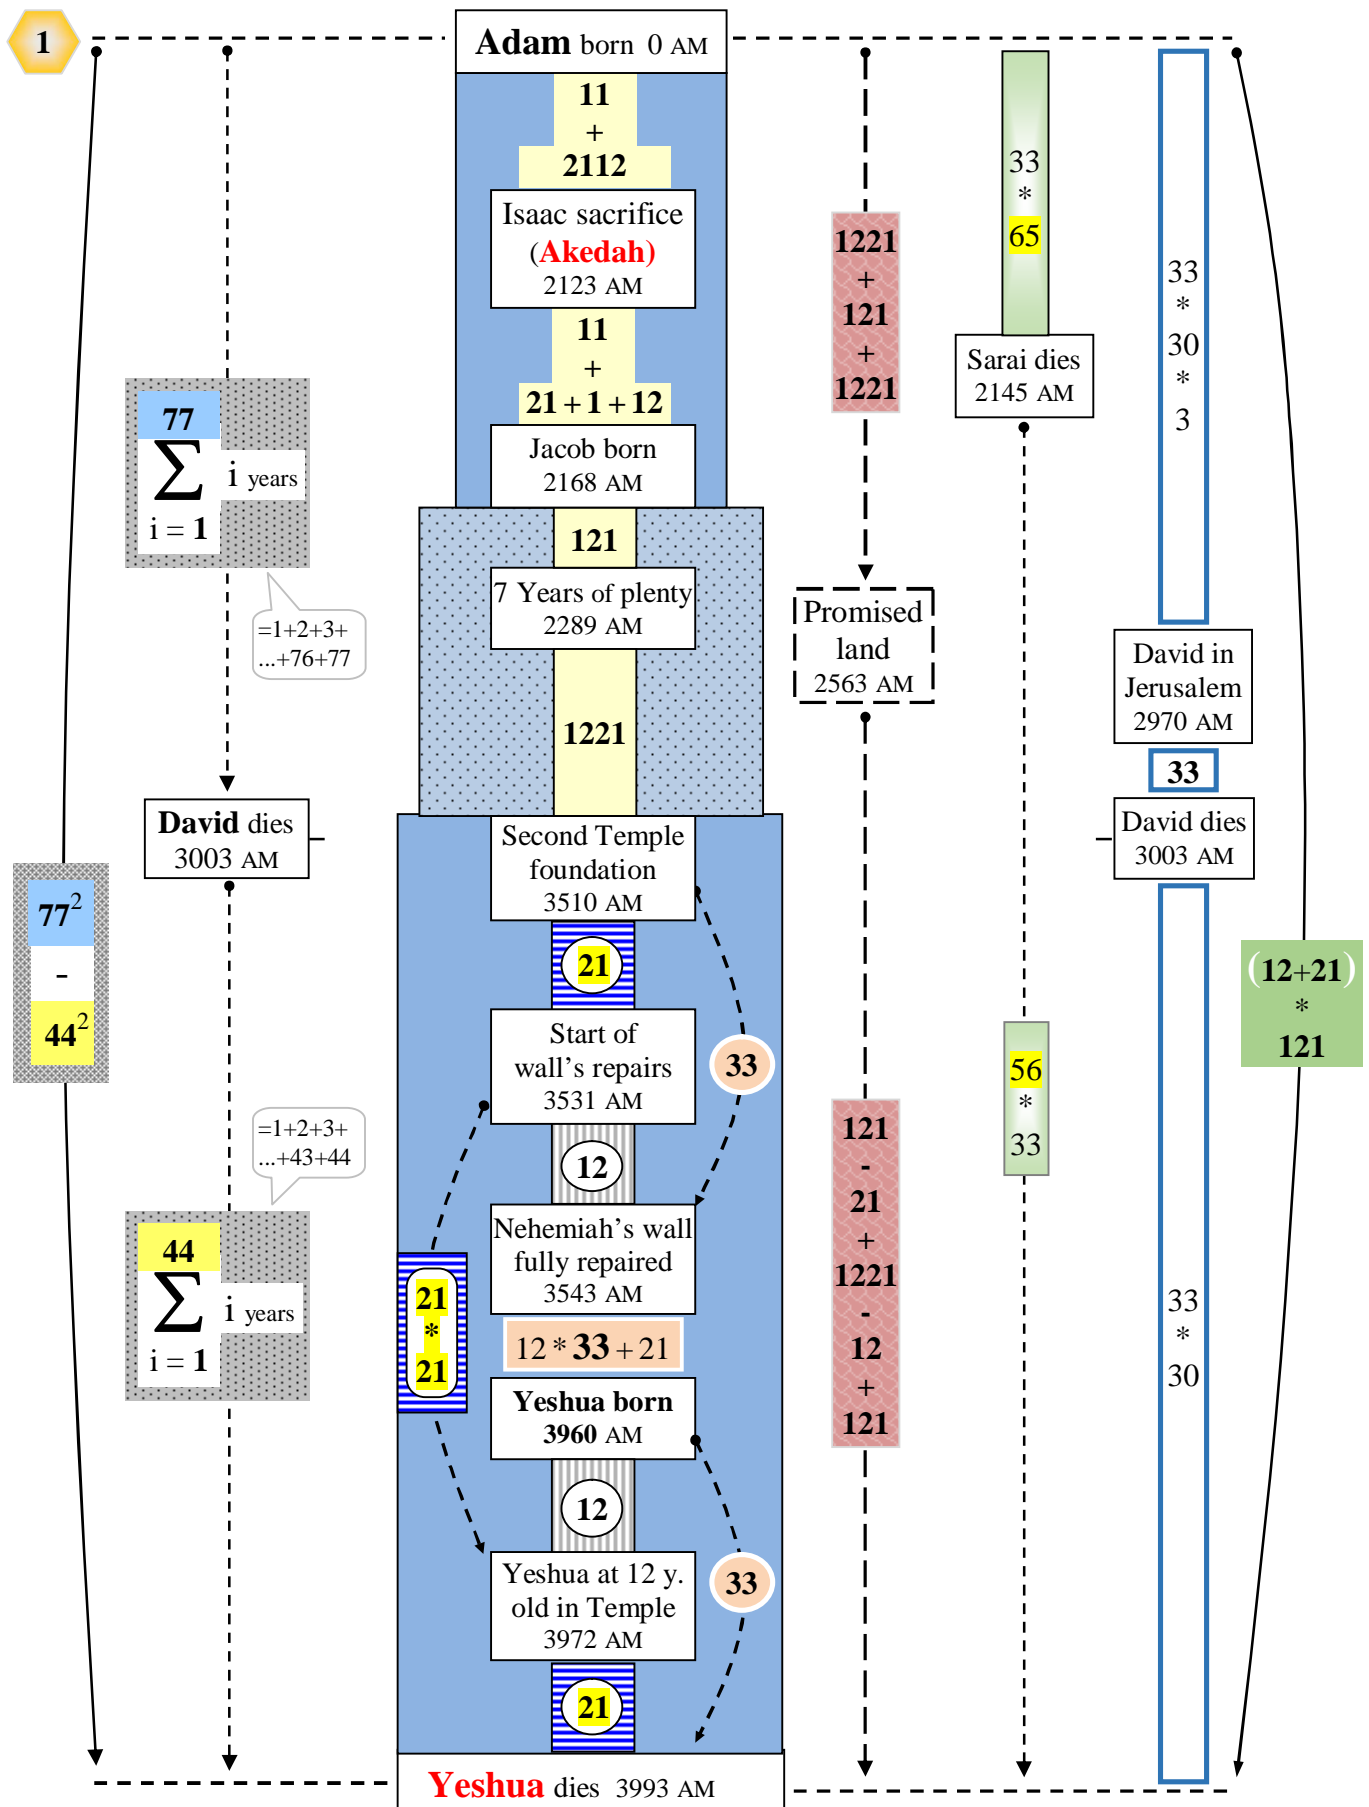 1
Adam born 0 AM
11
+
2112
Isaac sacrifice
(Akedah)
2123 AM
11
+
21 + 1 + 12
Jacob born
2168 AM
121
7 Years of plenty
2289 AM
1221
Second Temple
foundation
3510 AM
21
Start of
wall’s repairs
3531 AM
33
12
Nehemiah’s wall
fully repaired
3543 AM
21
*
21
12 * 33 + 21
Yeshua born
3960 AM
12
Yeshua at 12 y.
old in Temple
3972 AM
33
21
Yeshua dies 3993 AM
77²
-
44²
77
∑ i years
i = 1
=1+2+3+
...+76+77
David dies
3003 AM
=1+2+3+
...+43+44
44
∑ i years
i = 1
1221
+
121
+
1221
Promised
land
2563 AM
121
-
21
+
1221
-
12
+
121
33
*
65
Sarai dies
2145 AM
56
*
33
33
*
30
*
3
David in
Jerusalem
2970 AM
33
David dies
3003 AM
33
*
30
(12+21)
*
121